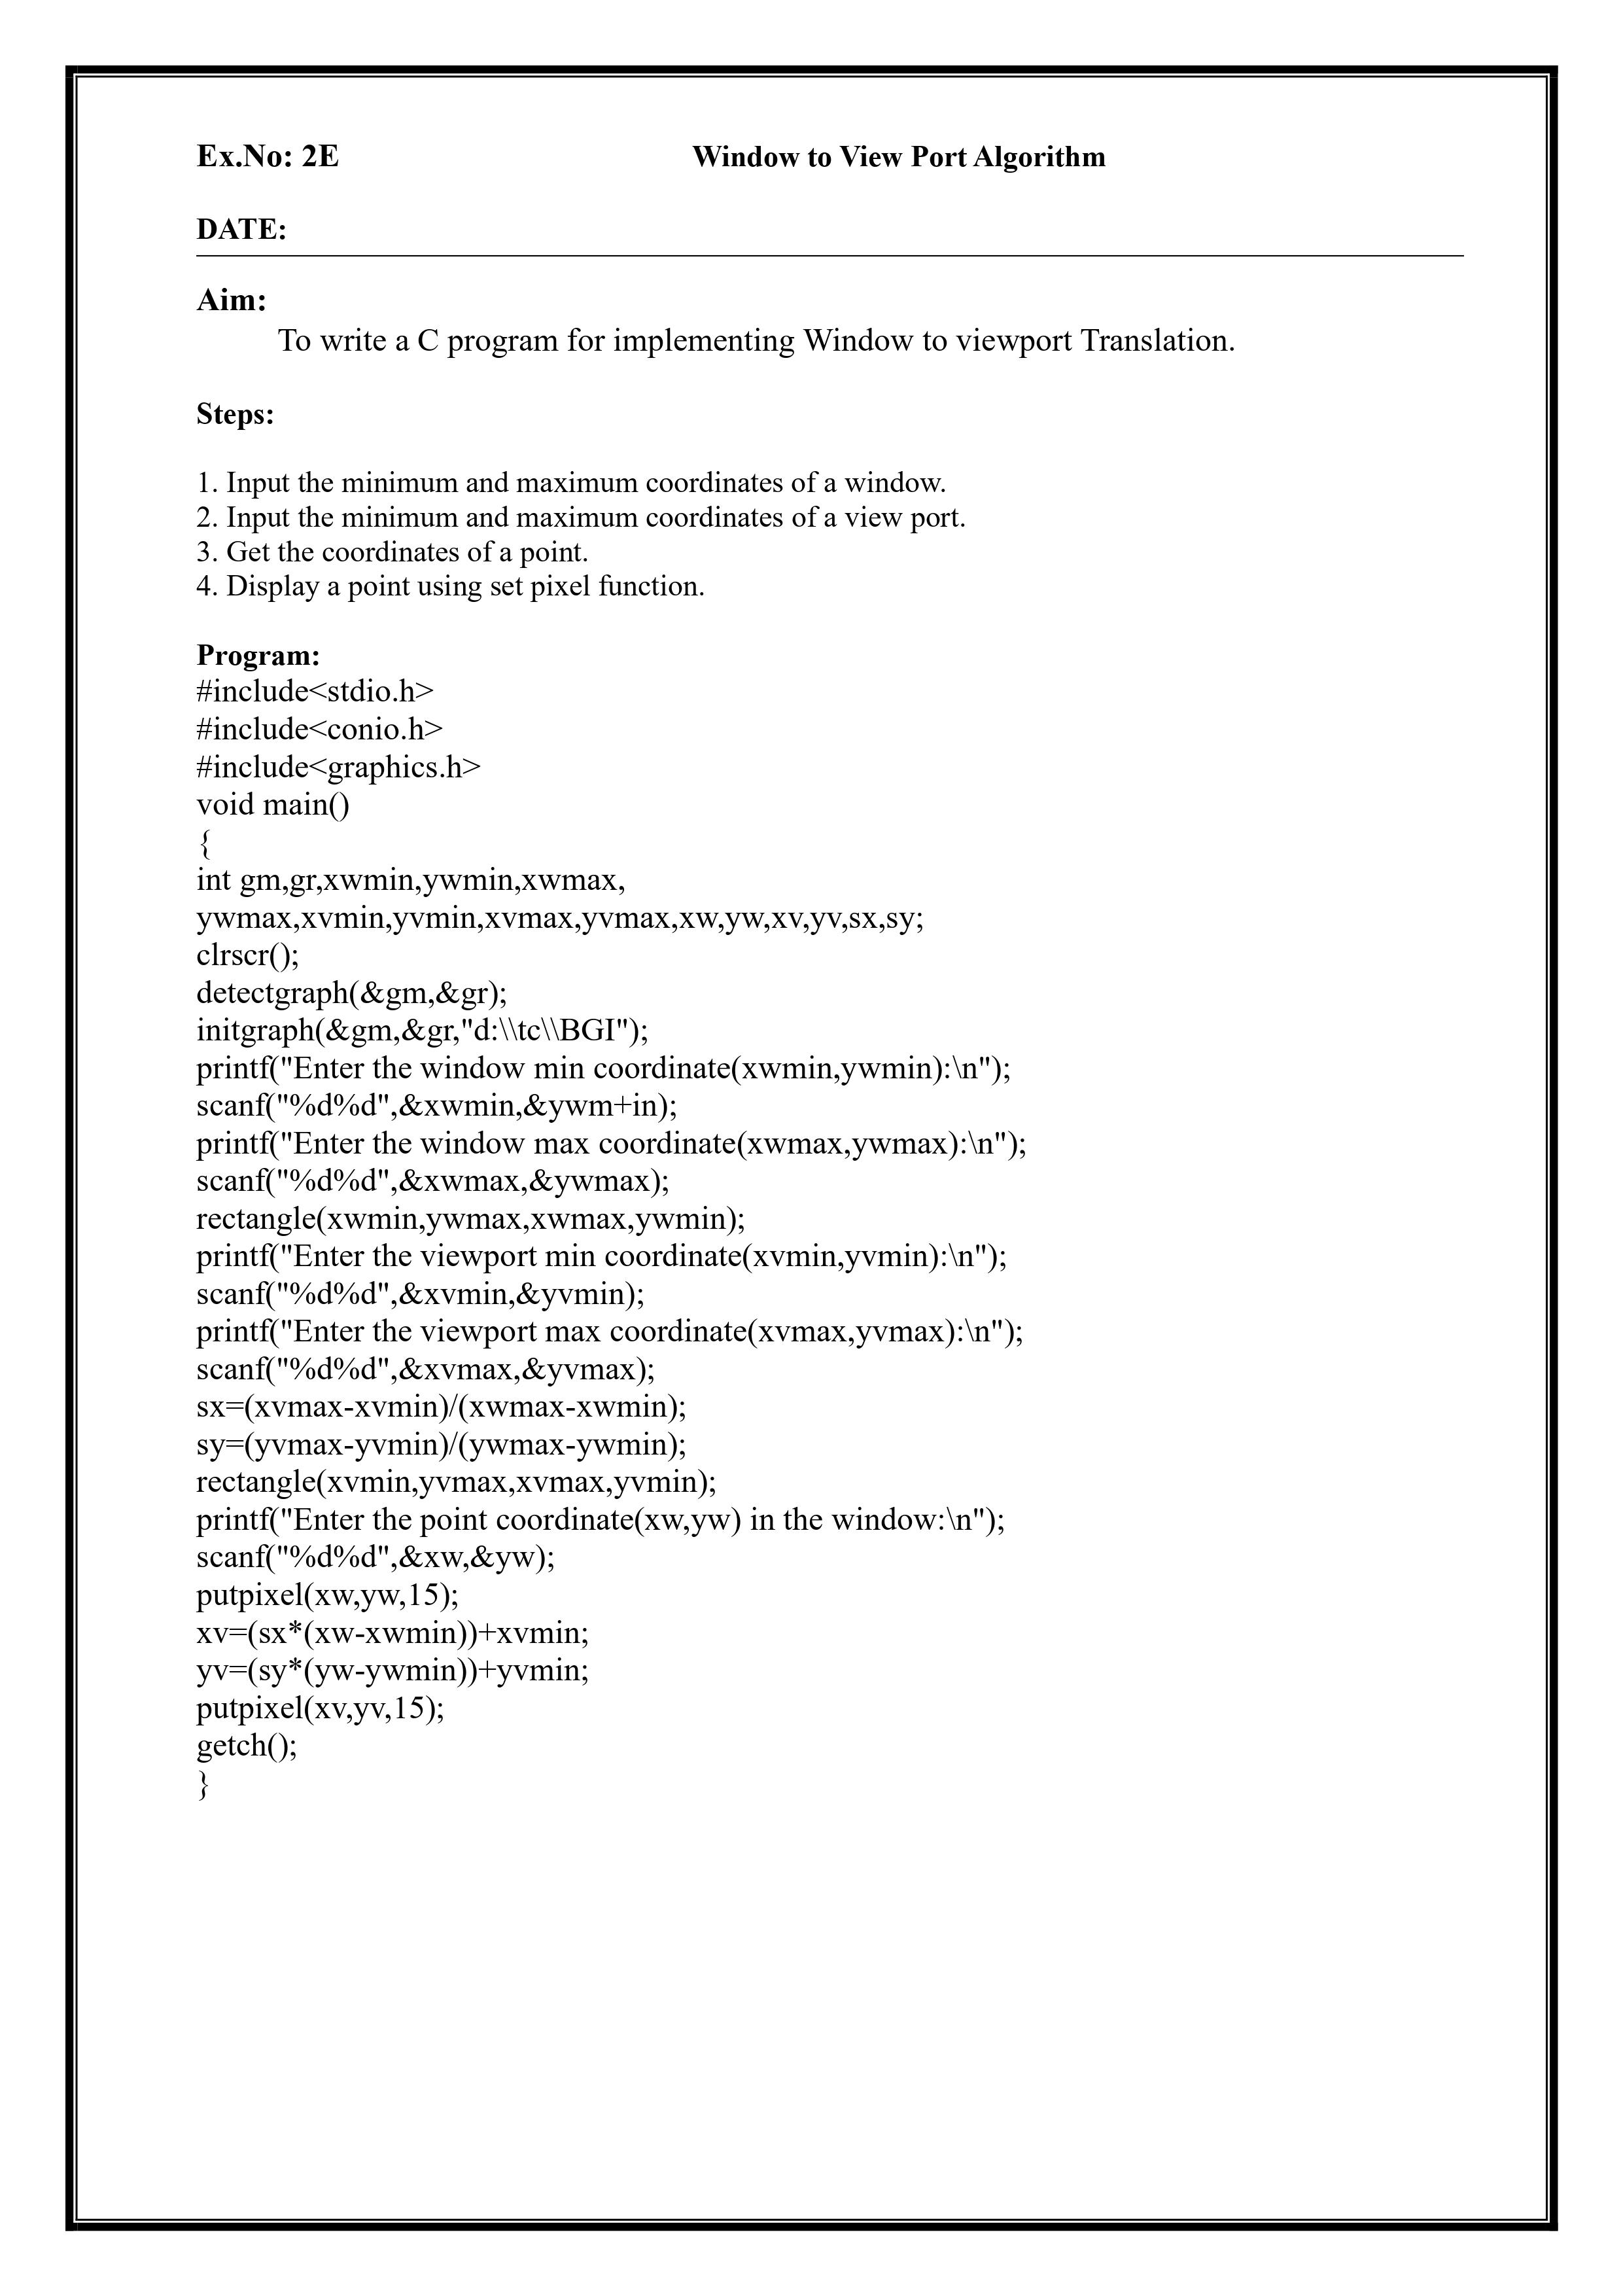 Ex.No: 2E Window to View Port Algorithm
DATE:
Aim:
To write a C program for implementing Window to viewport Translation.
Steps:
1. Input the minimum and maximum coordinates of a window.
2. Input the minimum and maximum coordinates of a view port.
3. Get the coordinates of a point.
4. Display a point using set pixel function.
Program:
#include<stdio.h>
#include<conio.h>
#include<graphics.h>
void main()
{
int gm,gr,xwmin,ywmin,xwmax,
ywmax,xvmin,yvmin,xvmax,yvmax,xw,yw,xv,yv,sx,sy;
clrscr();
detectgraph(&gm,&gr);
initgraph(&gm,&gr,"d:\\tc\\BGI");
printf("Enter the window min coordinate(xwmin,ywmin):\n");
scanf("%d%d",&xwmin,&ywm+in);
printf("Enter the window max coordinate(xwmax,ywmax):\n");
scanf("%d%d",&xwmax,&ywmax);
rectangle(xwmin,ywmax,xwmax,ywmin);
printf("Enter the viewport min coordinate(xvmin,yvmin):\n");
scanf("%d%d",&xvmin,&yvmin);
printf("Enter the viewport max coordinate(xvmax,yvmax):\n");
scanf("%d%d",&xvmax,&yvmax);
sx=(xvmax-xvmin)/(xwmax-xwmin);
sy=(yvmax-yvmin)/(ywmax-ywmin);
rectangle(xvmin,yvmax,xvmax,yvmin);
printf("Enter the point coordinate(xw,yw) in the window:\n");
scanf("%d%d",&xw,&yw);
putpixel(xw,yw,15);
xv=(sx*(xw-xwmin))+xvmin;
yv=(sy*(yw-ywmin))+yvmin;
putpixel(xv,yv,15);
getch();
}